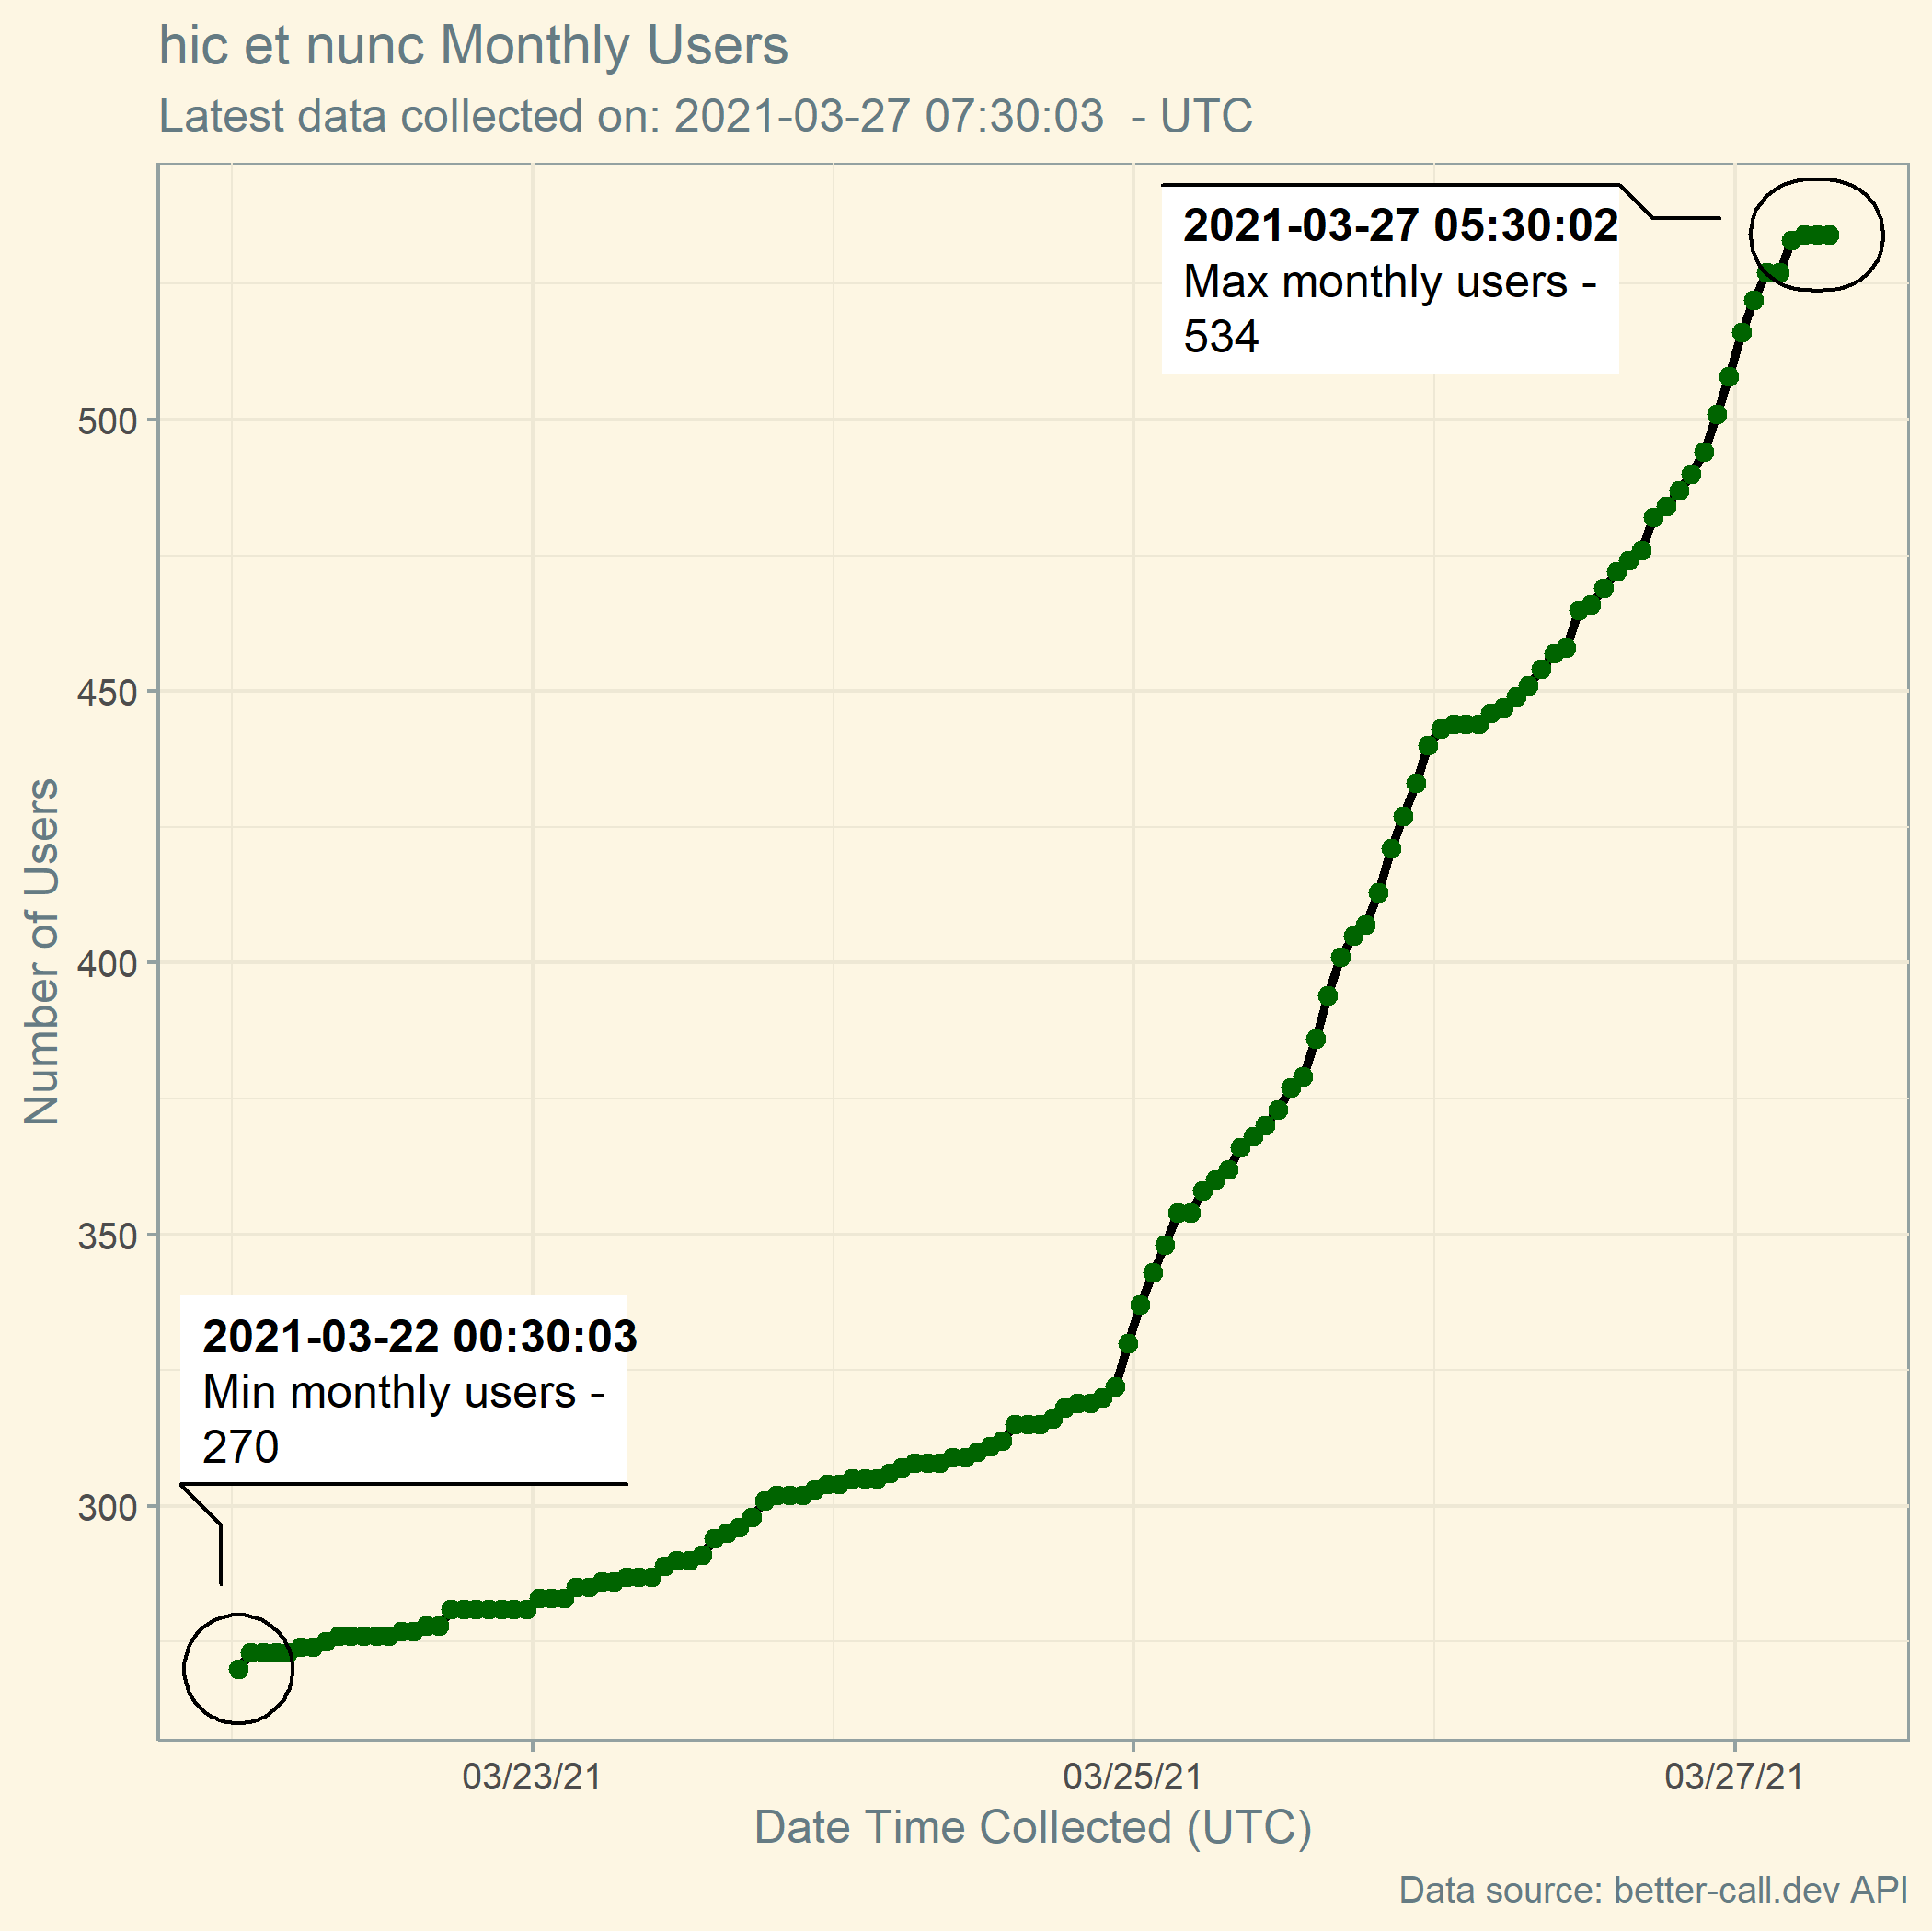 hic et nunc Monthly Users
Latest data collected on: 2021-03-27 07:30:03  - UTC
2021-03-27 05:30:02
Max monthly users -
534
500
450
400
350
300
Number of Users
2021-03-22 00:30:03
Min monthly users -
270
03/23/21
03/25/21
03/27/21
Date Time Collected (UTC)
Data source: better-call.dev API